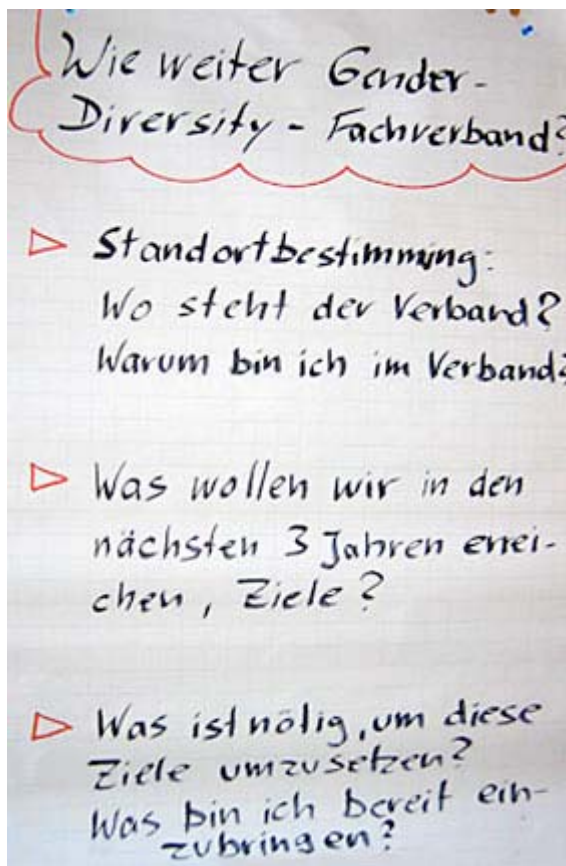 Wie weiter Gender-
Diversity - Fachverband?
Standortbestimmung:
Wo steht der Verband?
Warum bin ich im Verband?
Was wollen wir in den
nächsten 3 Jahren errei-
chen, Ziele?
Was ist nötig, um diese
Ziele umzusetzen?
Was bin ich bereit ein-
zubringen?